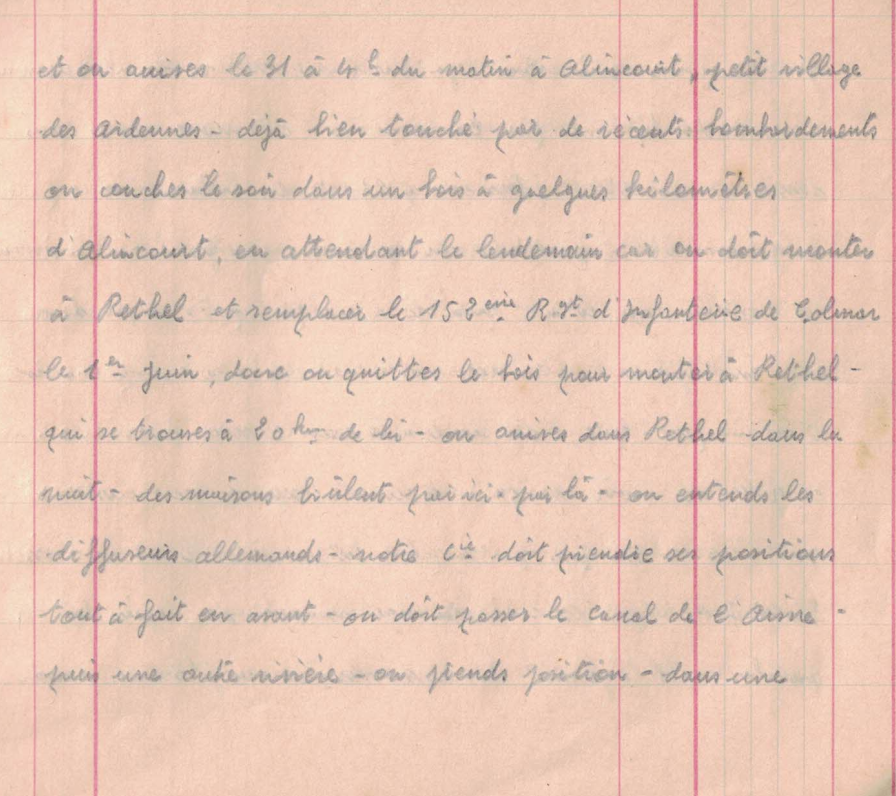 et on arrives le 31 à 4 h du matin à Alincourt, petit village
des Ardennes - déjà bien touché par de récents bombardements
on couches le soir dans un bois à quelques kilomètres
d'Alincourt, en attendant le lendemain car on doit monter
à Rethel et remplacer le 152 eme Rgt d'Infanterie de Colmar
le 1er Juin, donc on quittes le bois pour monter à Rethel -
qui se trouves à 20 km de là - on arrives dans Rethel dans la
nuit - des maisons brûlent par ici - par là - on entends les
diffuseurs allemands - notre Cie doit prendre ses positions
tout à fait en avant - on doit passer le canal de l'Aisne -
puis une autre rivière - on prends position - dans une